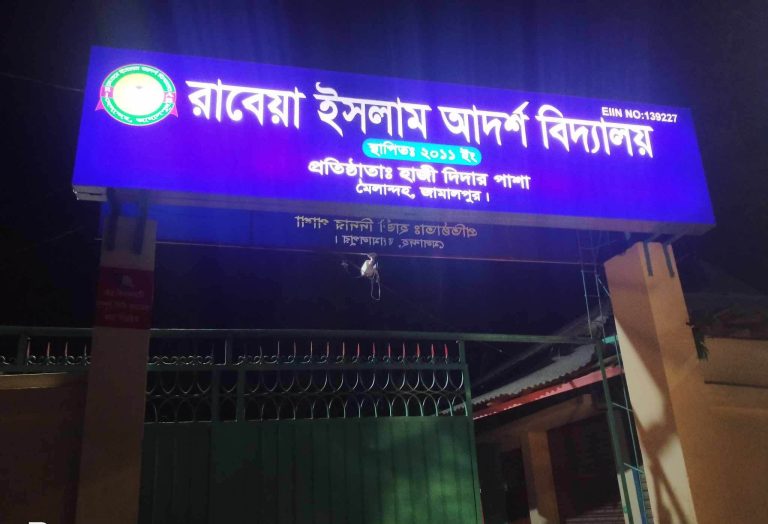 রাবেয়া ইসলাম আদর্শ বিদ্যালয়
EIIN NO:139227
স্থাপিতঃ ২০১১ ইং
প্রতিষ্ঠাতাঃ হাজী দিদার পাশা
মেলান্দহ, জামালপুর।